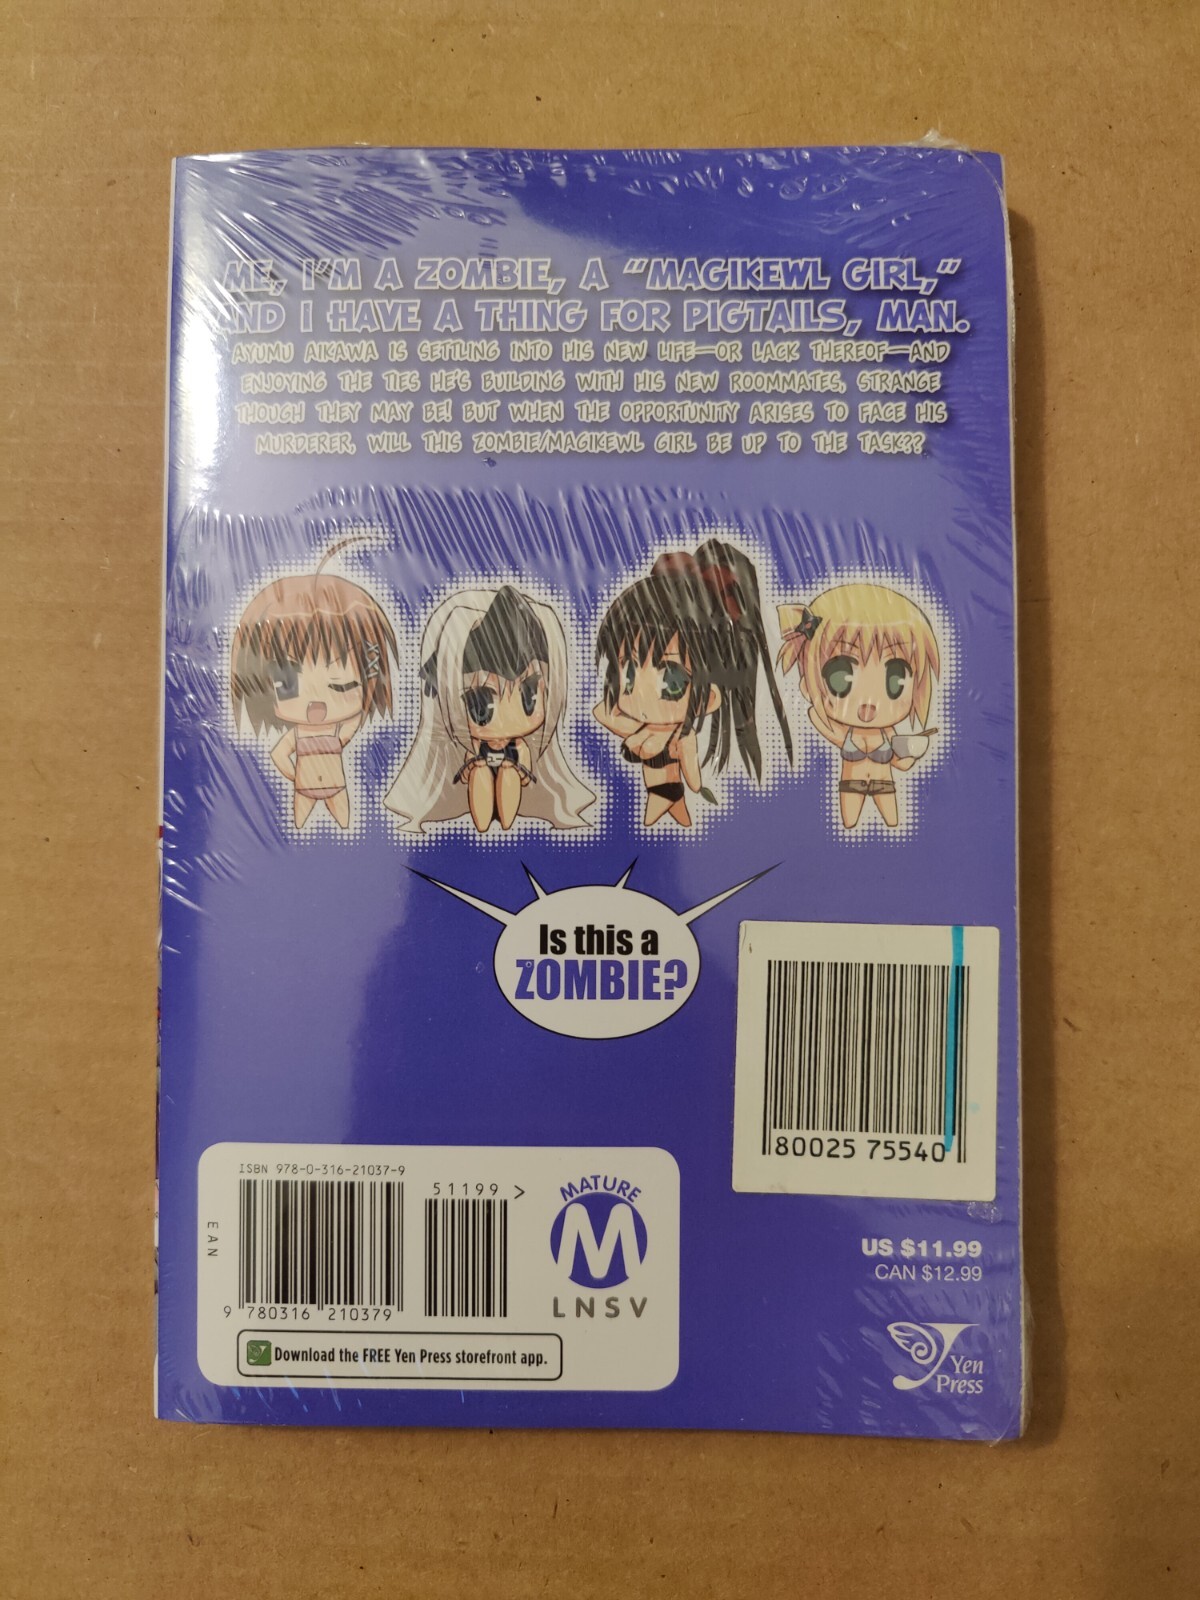 ME, I'M A ZOMBIE, A "MAGIKEWL GIRL,"
AND I HAVE A THING FOR PIGTAILS, MAN.
AYUMU AIKAWA IS SETTLING INTO HIS NEW LIFE—OR LACK THEREOF—AND
ENJOYING THE TIES HE'S BUILDING WITH HIS NEW ROOMMATES, STRANGE
THOUGH THEY MAY BE! BUT WHEN THE OPPORTUNITY ARISES TO FACE HIS
MURDERER, WILL THIS ZOMBIE/MAGIKEWL GIRL BE UP TO THE TASK??
Is this a
ZOMBIE?
80025 75540
ISBN 978-0-316-21037-9
51199 >
EAN
9 780316 210379
MATURE
M
LNSV
Download the FREE Yen Press storefront app.
US $11.99
CAN $12.99
Yen
Press